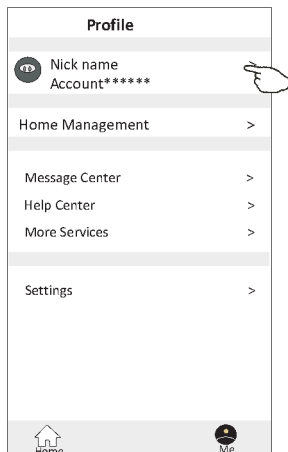 Profile
Nick name
Account******
Home Management >
Message Center >
Help Center >
More Services >
Settings >
Home
Me